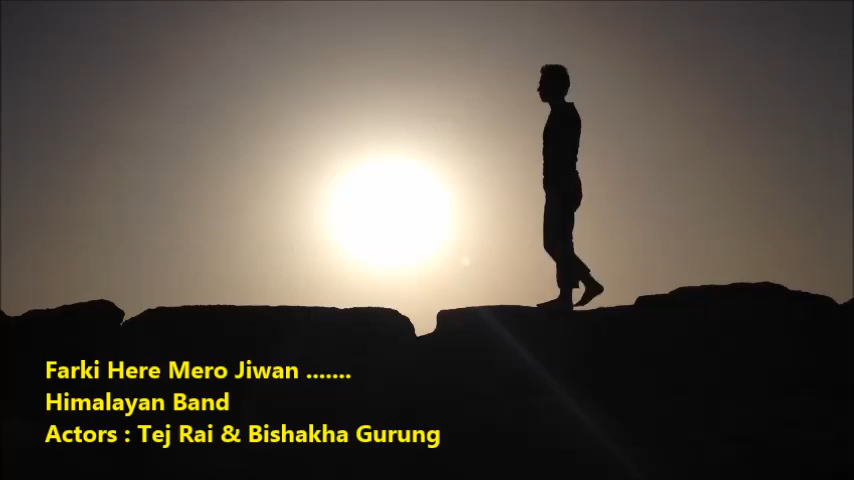 Farki Here Mero Jiwan .......
Himalayan Band
Actors : Tej Rai & Bishakha Gurung